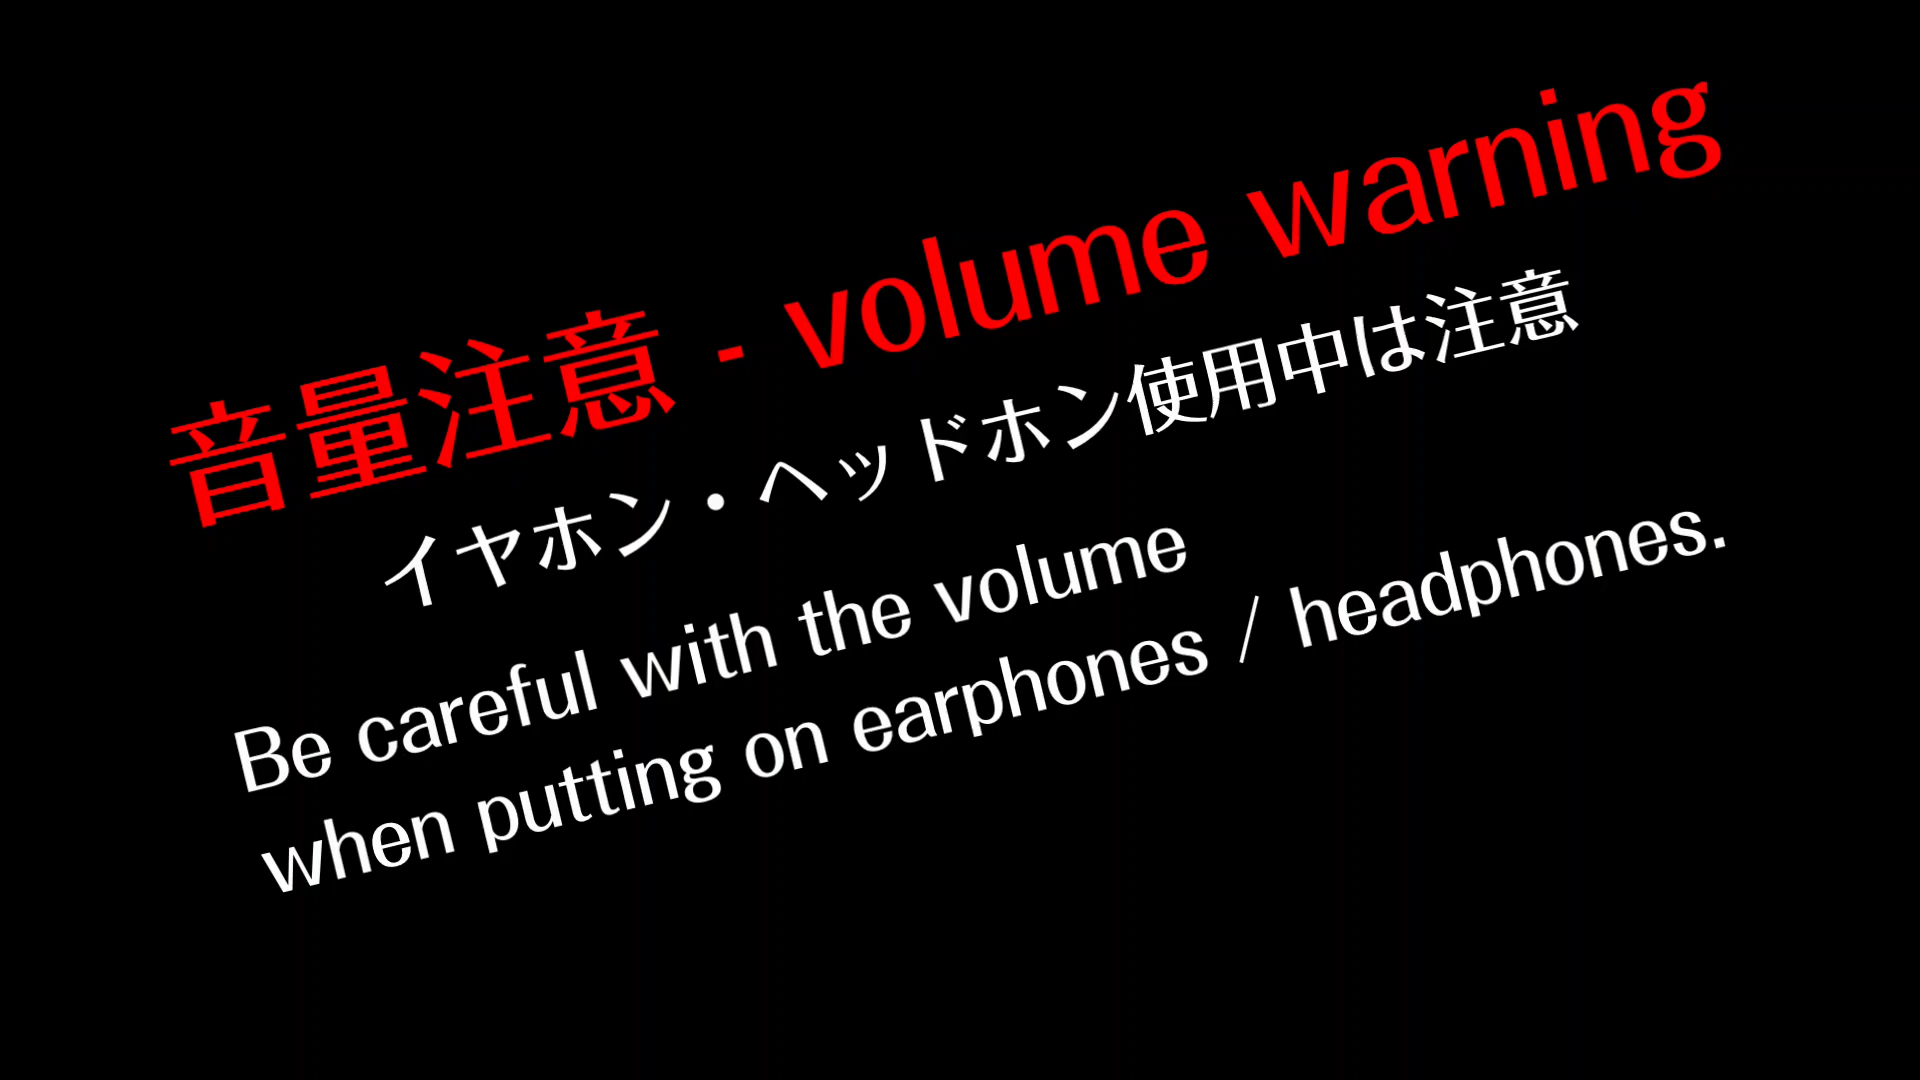 音量注意 - volume warning
イヤホン・ヘッドホン使用中は注意
Be careful with the volume
when putting on earphones / headphones.